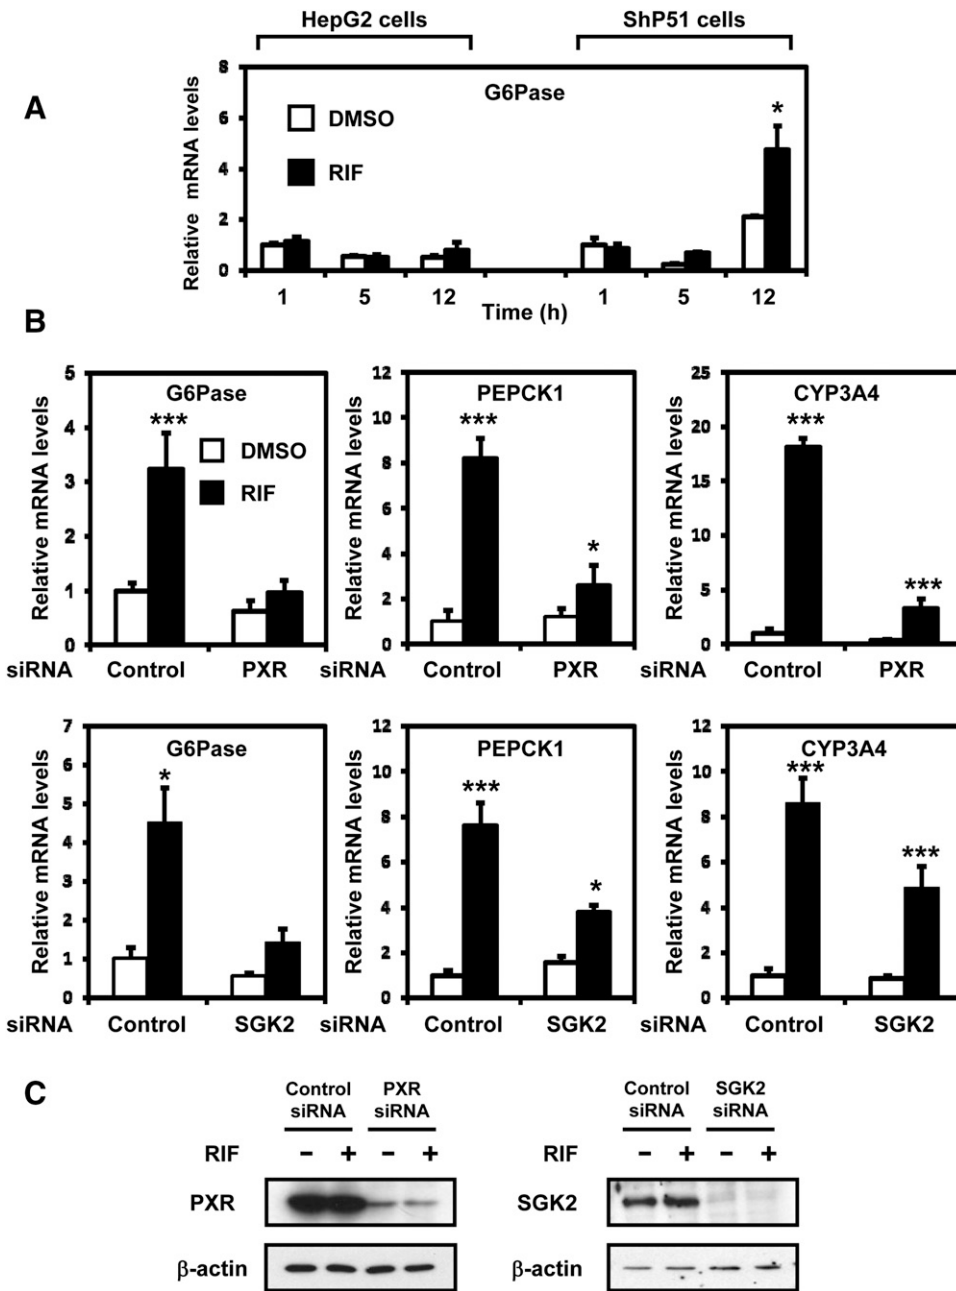 HepG2 cells ShP51 cells
A
Relative mRNA levels
8
6
4
2
0
G6Pase
DMSO
RIF
*
1 5 12 1 5 12
Time (h)
B
Relative mRNA levels
5
4
3
2
1
0
G6Pase
***
DMSO
RIF
siRNA Control PXR
Relative mRNA levels
12
10
8
6
4
2
0
PEPCK1
***
*
siRNA Control PXR
Relative mRNA levels
25
20
15
10
5
0
CYP3A4
***
***
siRNA Control PXR
Relative mRNA levels
7
6
5
4
3
2
1
0
G6Pase
*
siRNA Control SGK2
Relative mRNA levels
12
10
8
6
4
2
0
PEPCK1
***
*
siRNA Control SGK2
Relative mRNA levels
12
10
8
6
4
2
0
CYP3A4
***
***
siRNA Control SGK2
C
Control PXR
siRNA siRNA
RIF − + − +
PXR
β-actin
Control SGK2
siRNA siRNA
RIF − + − +
SGK2
β-actin